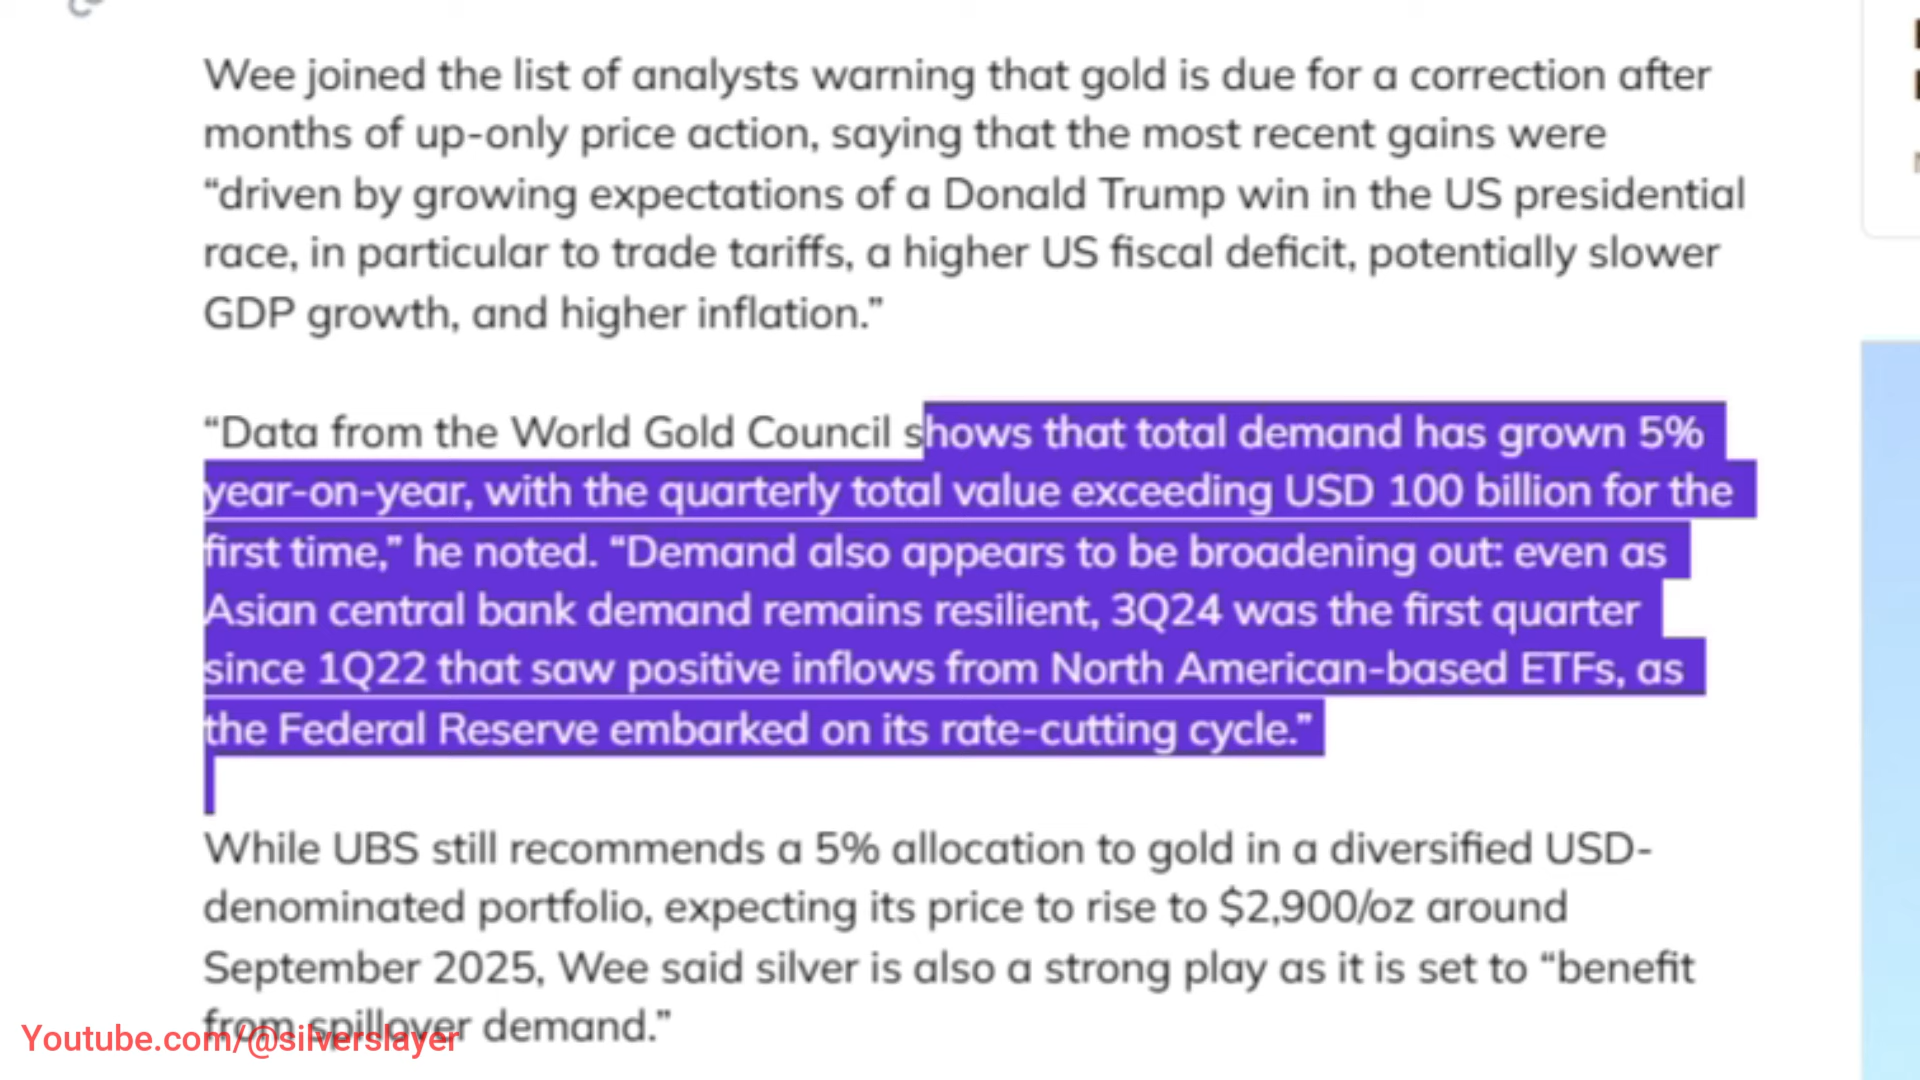 Wee joined the list of analysts warning that gold is due for a correction after
months of up-only price action, saying that the most recent gains were
“driven by growing expectations of a Donald Trump win in the US presidential
race, in particular to trade tariffs, a higher US fiscal deficit, potentially slower
GDP growth, and higher inflation.”
“Data from the World Gold Council shows that total demand has grown 5%
year-on-year, with the quarterly total value exceeding USD 100 billion for the
first time,” he noted. “Demand also appears to be broadening out: even as
Asian central bank demand remains resilient, 3Q24 was the first quarter
since 1Q22 that saw positive inflows from North American-based ETFs, as
the Federal Reserve embarked on its rate-cutting cycle.”
While UBS still recommends a 5% allocation to gold in a diversified USD-
denominated portfolio, expecting its price to rise to $2,900/oz around
September 2025, Wee said silver is also a strong play as it is set to “benefit
from spillover demand.”
Youtube.com/@silverslayer